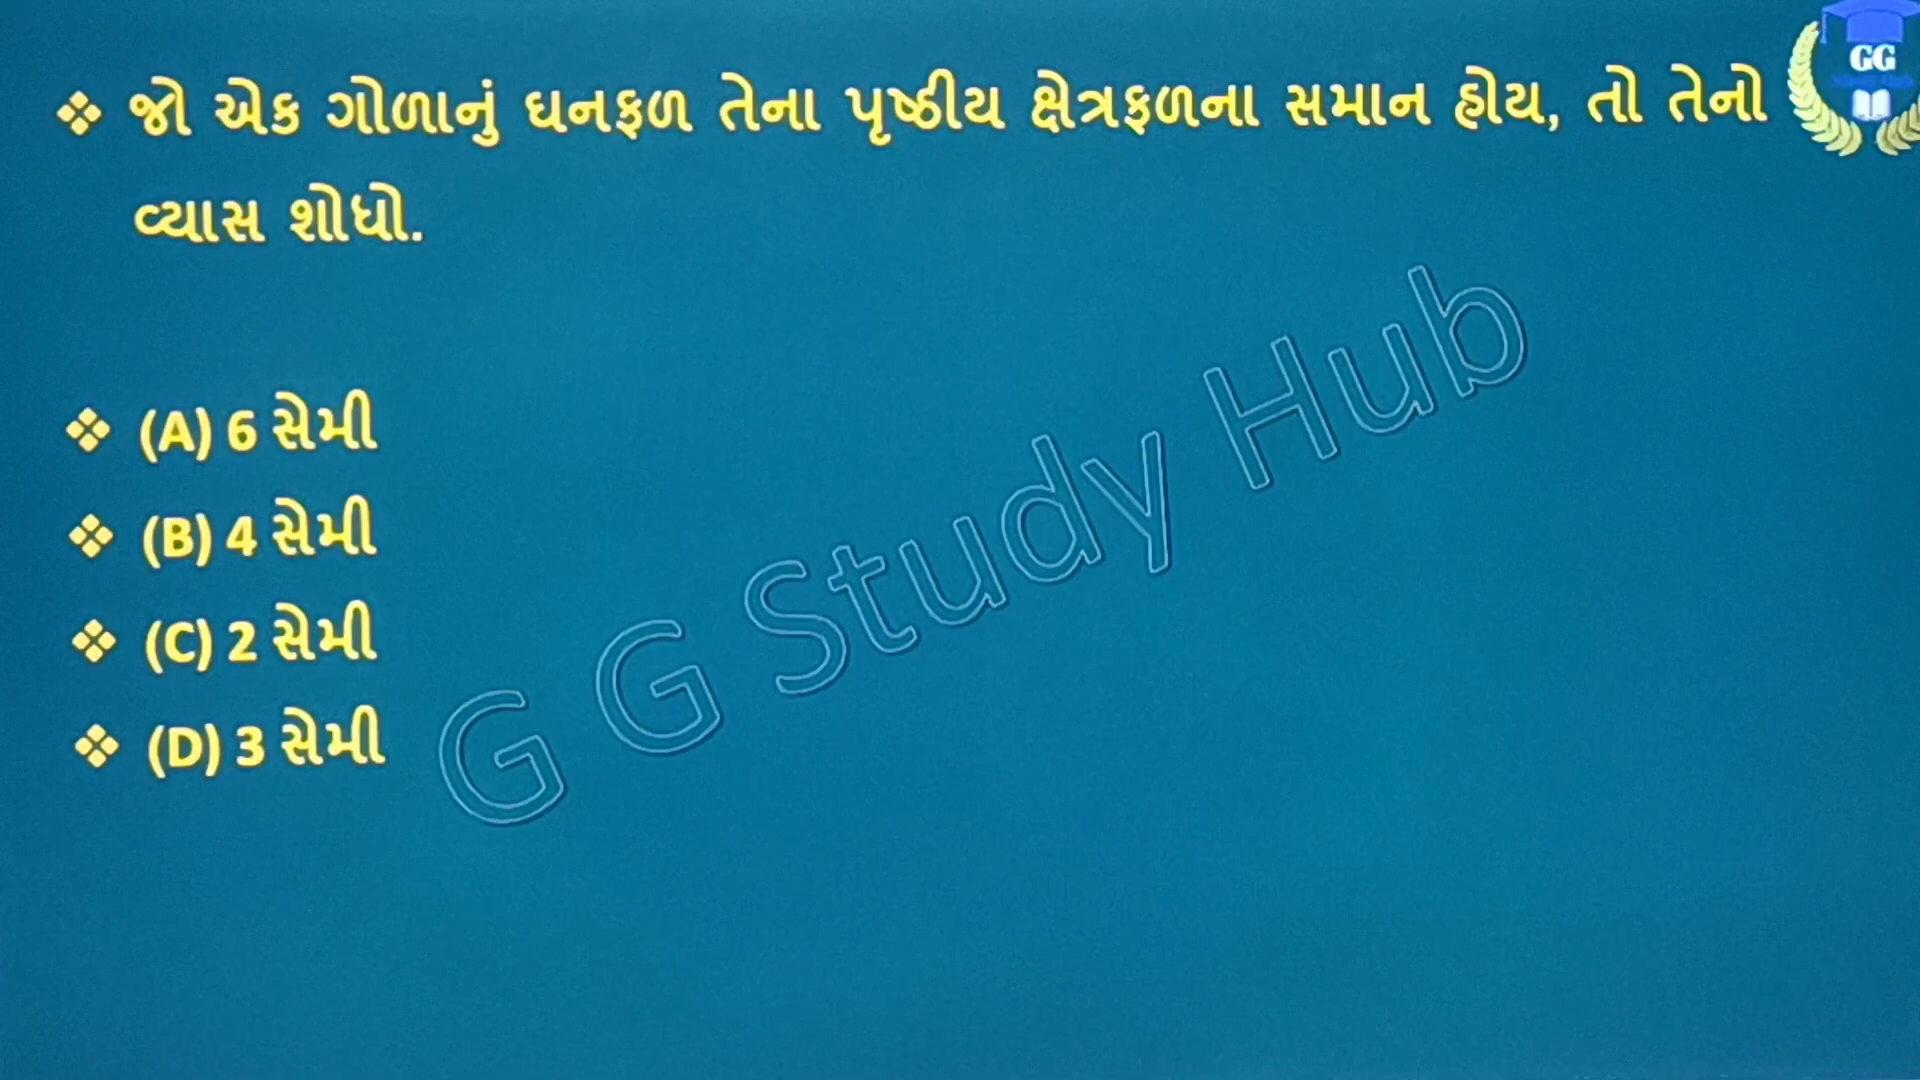 ❖ જો એક ગોળાનું ઘનફળ તેના પૃષ્ઠીય ક્ષેત્રફળના સમાન હોય, તો તેનો
વ્યાસ શોધો.
❖ (A) 6 સેમી
❖ (B) 4 સેમી
❖ (C) 2 સેમી
❖ (D) 3 સેમી
G G Study Hub
GG